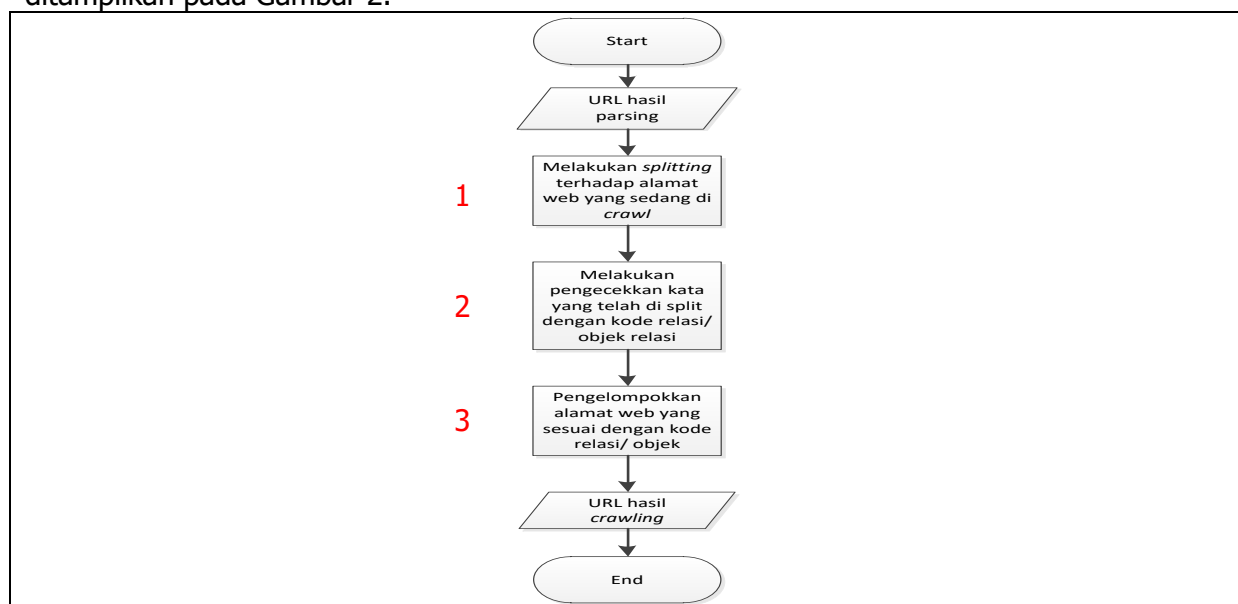 ditampilkan pada Gambar 2.
Start
URL hasil
parsing
1
Melakukan splitting
terhadap alamat
web yang sedang di
crawl
2
Melakukan
pengecekkan kata
yang telah di split
dengan kode relasi/
objek relasi
3
Pengelompokkan
alamat web yang
sesuai dengan kode
relasi/ objek
URL hasil
crawling
End